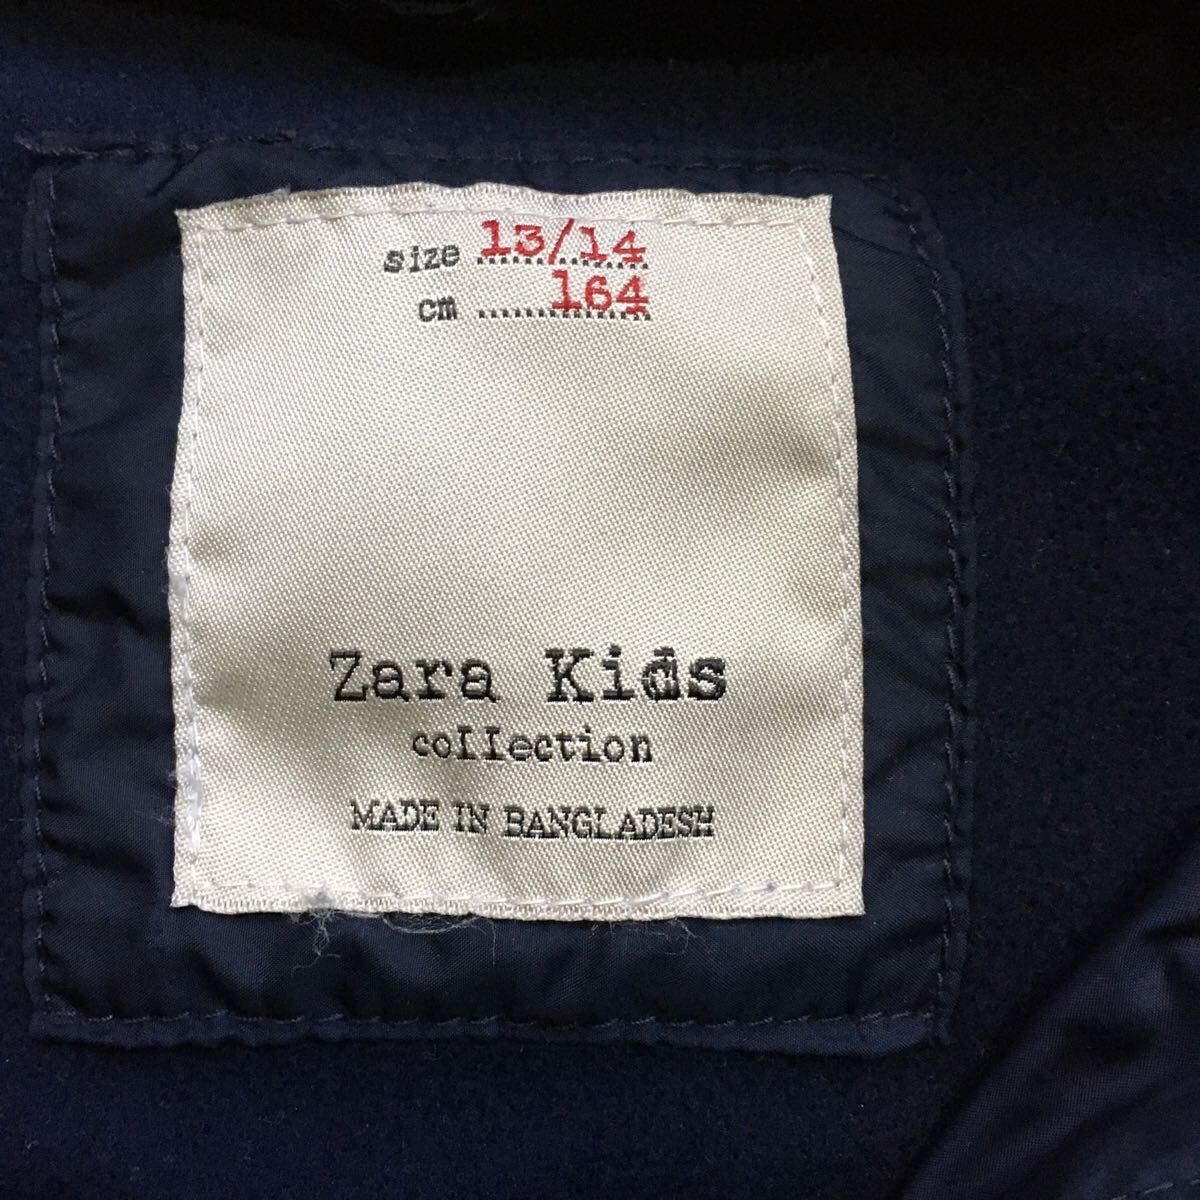 size 13/14
cm 164
Zara Kids
collection
MADE IN BANGLADESH